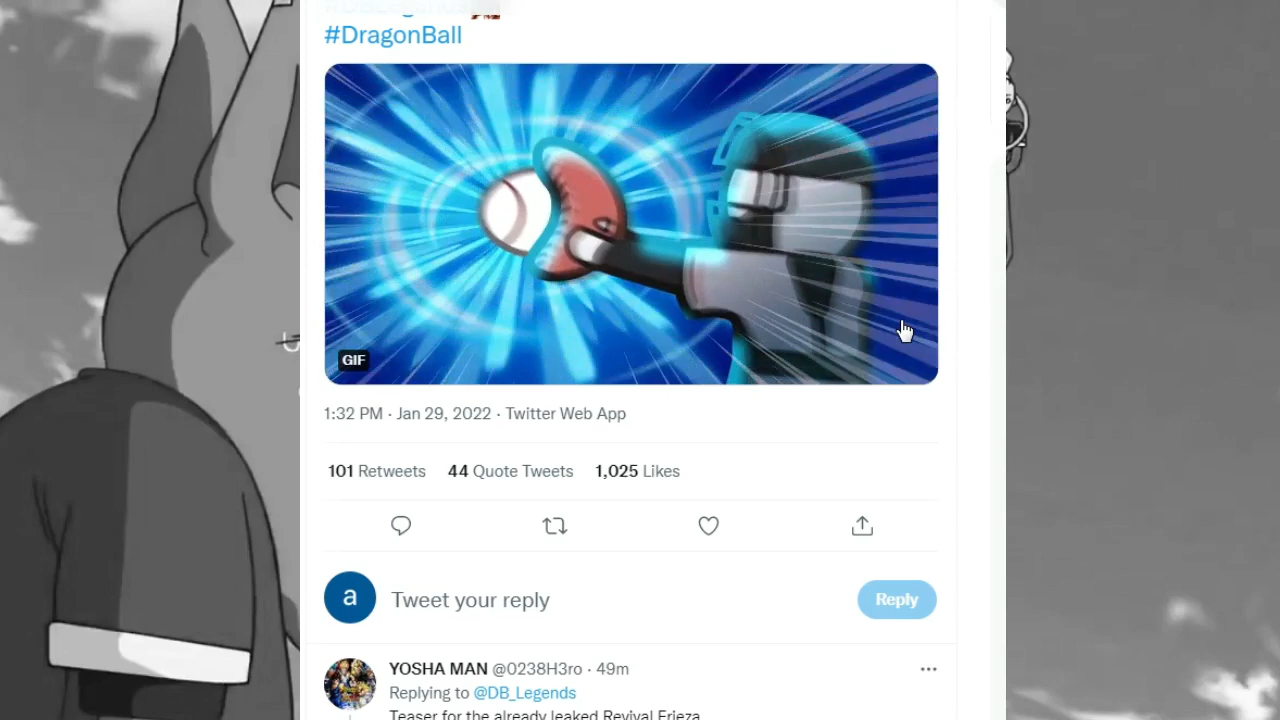 #DragonBall
GIF
1:32 PM · Jan 29, 2022 · Twitter Web App
101 Retweets 44 Quote Tweets 1,025 Likes
a
Tweet your reply
Reply
YOSHA MAN @0238H3ro · 49m
Replying to @DB_Legends
Teaser for the already leaked Revival Frieza